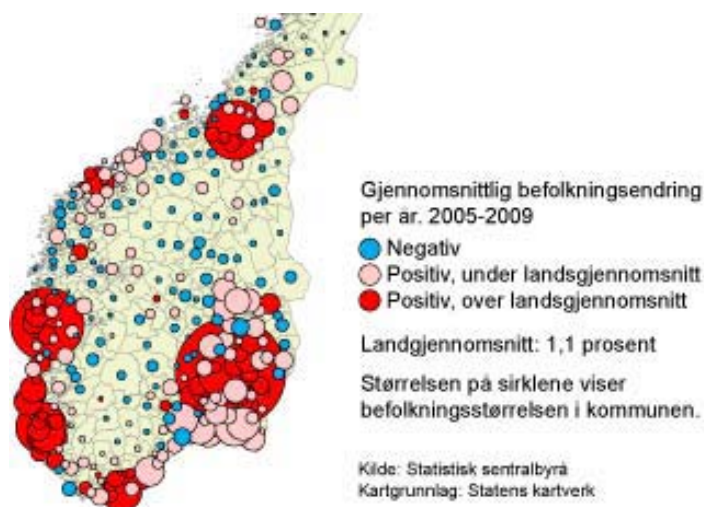 Gjennomsnittlig befolkningsendring
per år. 2005-2009
Negativ
Positiv, under landsgjennomsnitt
Positiv, over landsgjennomsnitt
Landgjennomsnitt: 1,1 prosent
Størrelsen på sirklene viser
befolkningsstørrelsen i kommunen.
Kilde: Statistisk sentralbyrå
Kartgrunnlag: Statens kartverk